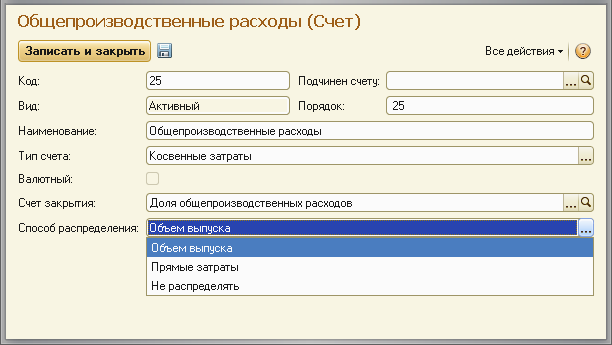 Общепроизводственные расходы (Счет)
Записать и закрыть Все действия ?
Код: 25 Подчинен счету: ...
Вид: Активный Порядок: 25
Наименование: Общепроизводственные расходы
Тип счета: Косвенные затраты ...
Валютный:
Счет закрытия: Доля общепроизводственных расходов ...
Способ распределения: Объем выпуска ...
Объем выпуска
Прямые затраты
Не распределять